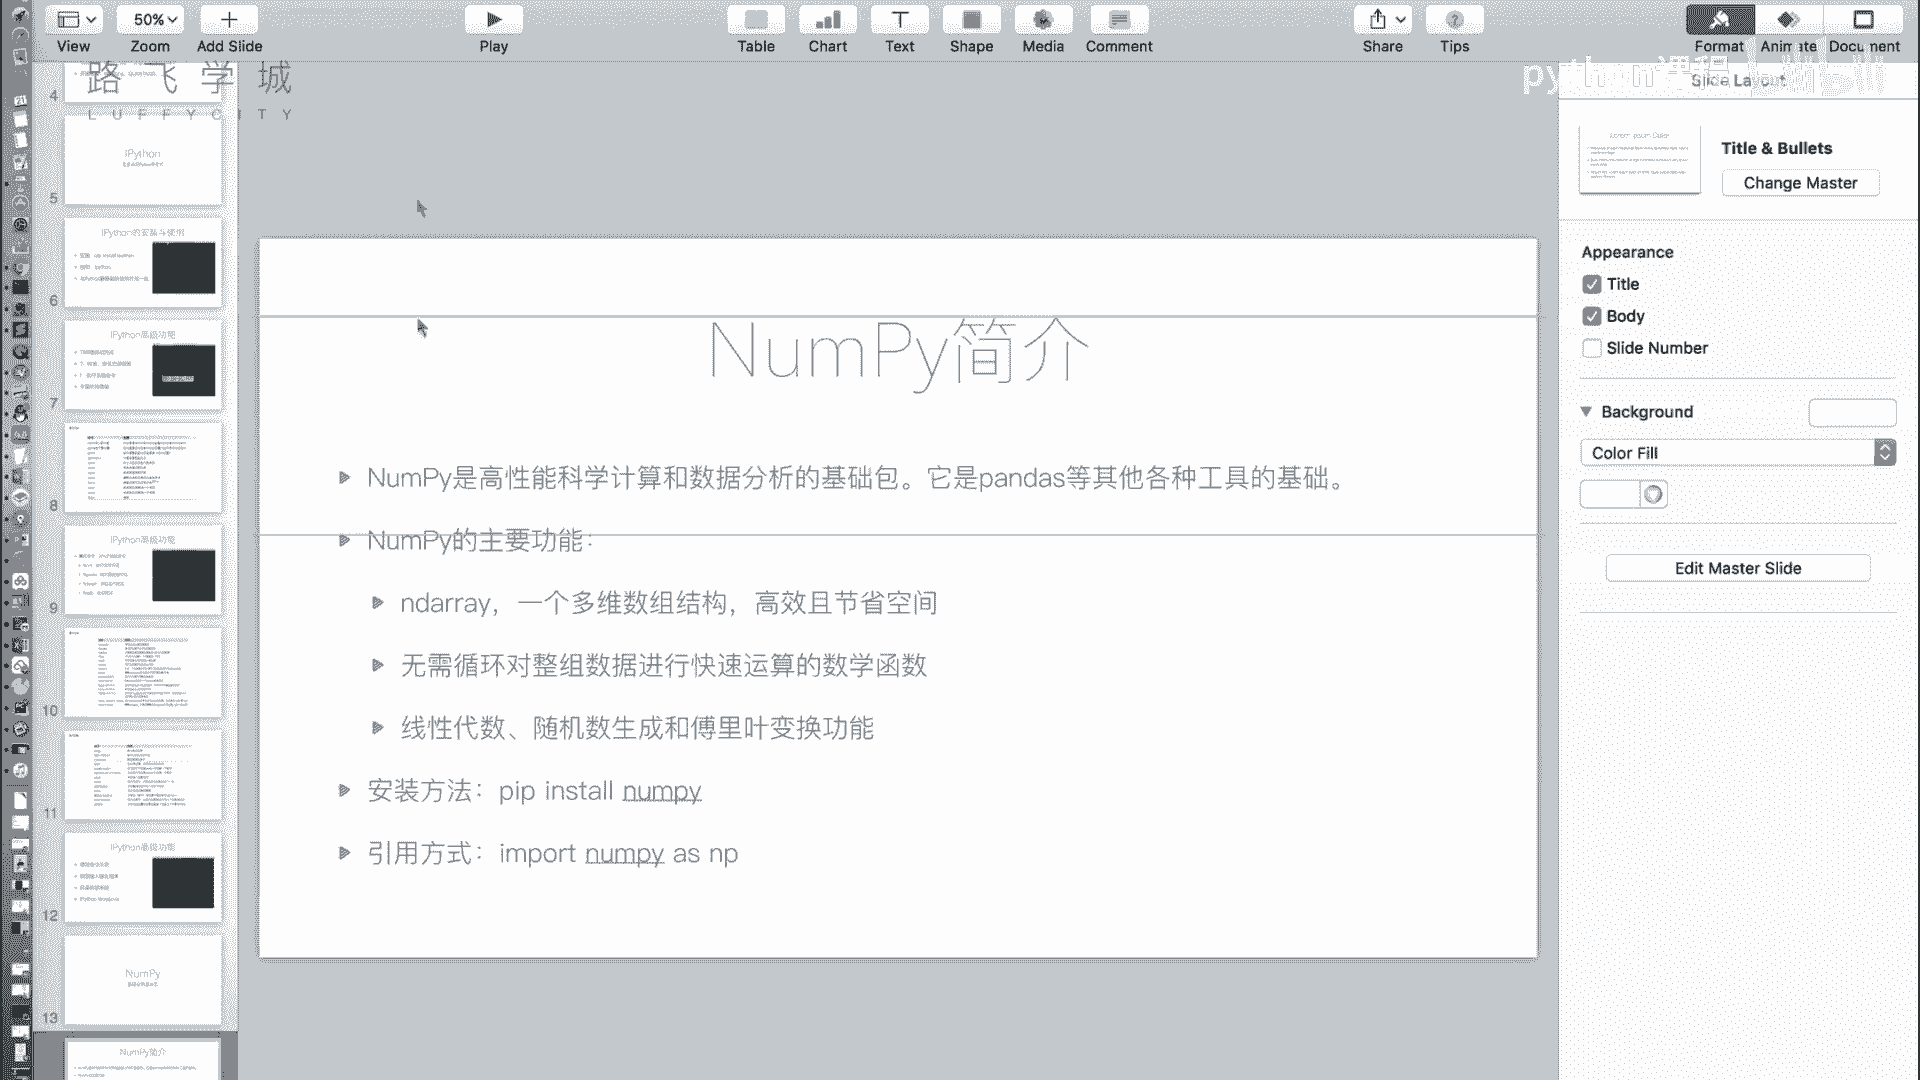 View
50%
Zoom
Add Slide
Play
Table
Chart
Text
Shape
Media
Comment
Share
Tips
Format
Animate
Document
路飞学城
LUFFYCITY
python课程
Slide Layout
4
IPython
5
IPython的安装与使用
6
IPython高级功能
7
8
IPython高级功能
9
10
11
IPython高级功能
12
NumPy
13
NumPy简介
NumPy简介
NumPy是高性能科学计算和数据分析的基础包。它是pandas等其他各种工具的基础。
NumPy的主要功能：
ndarray，一个多维数组结构，高效且节省空间
无需循环对整组数据进行快速运算的数学函数
线性代数、随机数生成和傅里叶变换功能
安装方法：pip install numpy
引用方式：import numpy as np
Title & Bullets
Change Master
Appearance
Title
Body
Slide Number
Background
Color Fill
Edit Master Slide